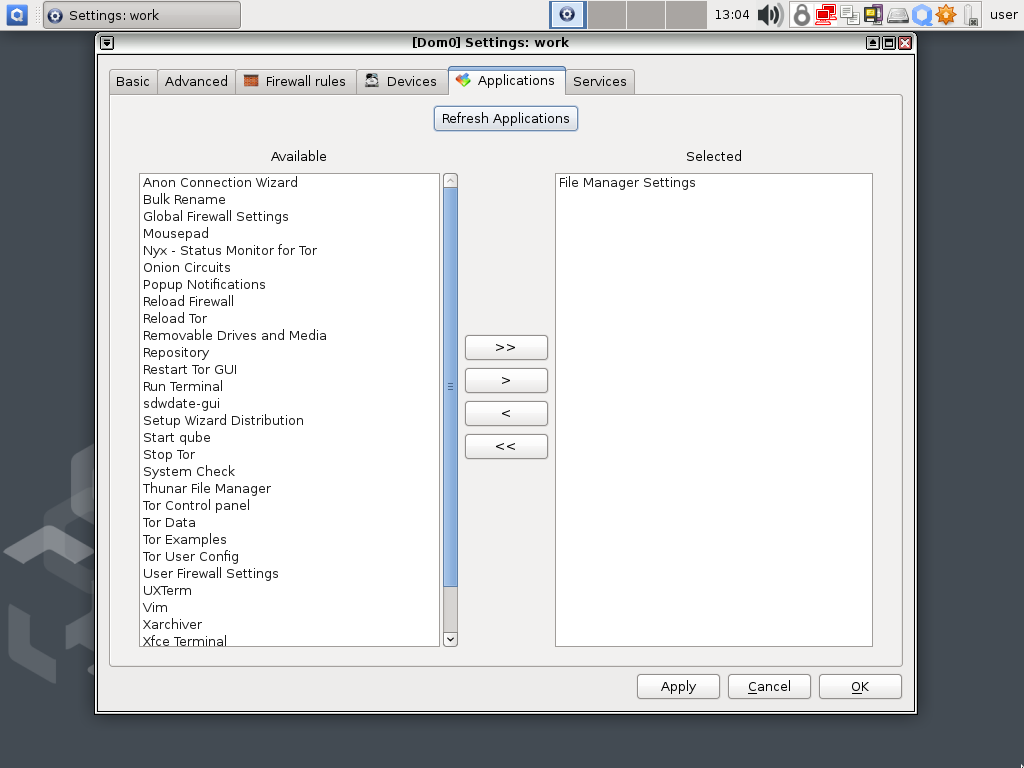 Settings: work
13:04
user
[Dom0] Settings: work
Basic
Advanced
Firewall rules
Devices
Applications
Services
Refresh Applications
Available
Selected
Anon Connection Wizard
Bulk Rename
Global Firewall Settings
Mousepad
Nyx - Status Monitor for Tor
Onion Circuits
Popup Notifications
Reload Firewall
Reload Tor
Removable Drives and Media
Repository
Restart Tor GUI
Run Terminal
sdwdate-gui
Setup Wizard Distribution
Start qube
Stop Tor
System Check
Thunar File Manager
Tor Control panel
Tor Data
Tor Examples
Tor User Config
User Firewall Settings
UXTerm
Vim
Xarchiver
Xfce Terminal
>>
>
<
<<
File Manager Settings
Apply
Cancel
OK